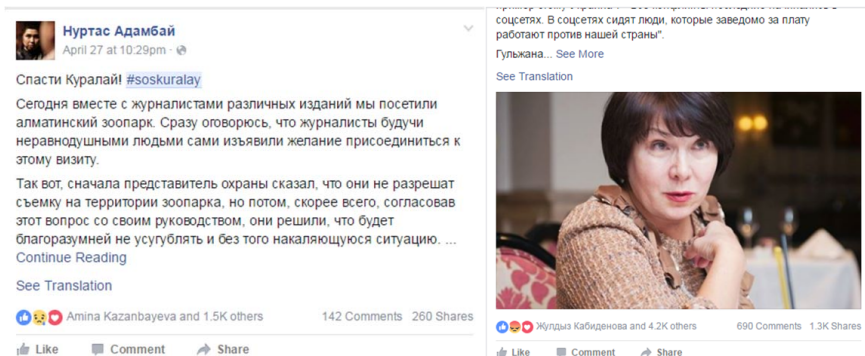 Нуртас Адамбай
April 27 at 10:29pm ·
Спасти Куралай! #soskuralay
Сегодня вместе с журналистами различных изданий мы посетили
алматинский зоопарк. Сразу оговорюсь, что журналисты будучи
неравнодушными людьми сами изъявили желание присоединиться к
этому визиту.
Так вот, сначала представитель охраны сказал, что они не разрешат
съемку на территории зоопарка, но потом, скорее всего, согласовав
этот вопрос со своим руководством, они решили, что будет
благоразумней не усугублять и без того накаляющуюся ситуацию. ...
Continue Reading
See Translation
Amina Kazanbayeva and 1.5K others 142 Comments 260 Shares
Like Comment Share
соцсетях. В соцсетях сидят люди, которые заведомо за плату
работают против нашей страны".
Гульжана... See More
See Translation
Жулдыз Кабиденова and 4.2K others 690 Comments 1.3K Shares
Like Comment Share